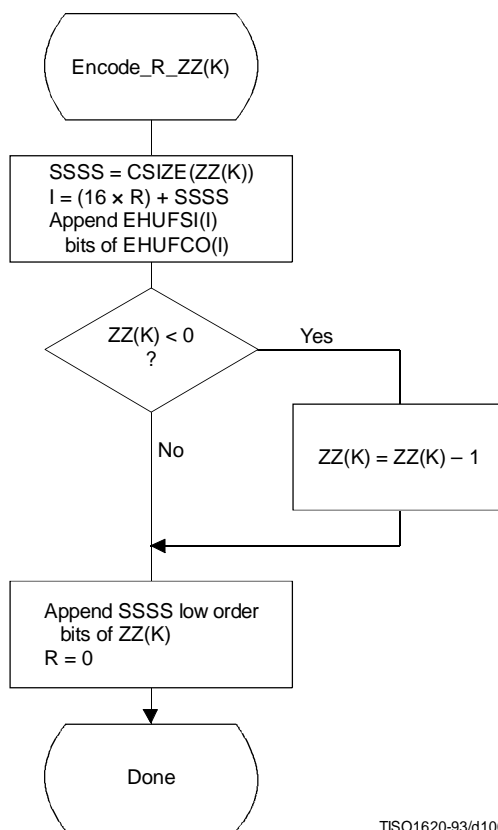 Encode_R_ZZ(K)
SSSS = CSIZE(ZZ(K))
I = (16 × R) + SSSS
Append EHUFSI(I)
bits of EHUFCO(I)
ZZ(K) < 0
?
Yes
No
ZZ(K) = ZZ(K) – 1
Append SSSS low order
bits of ZZ(K)
R = 0
Done